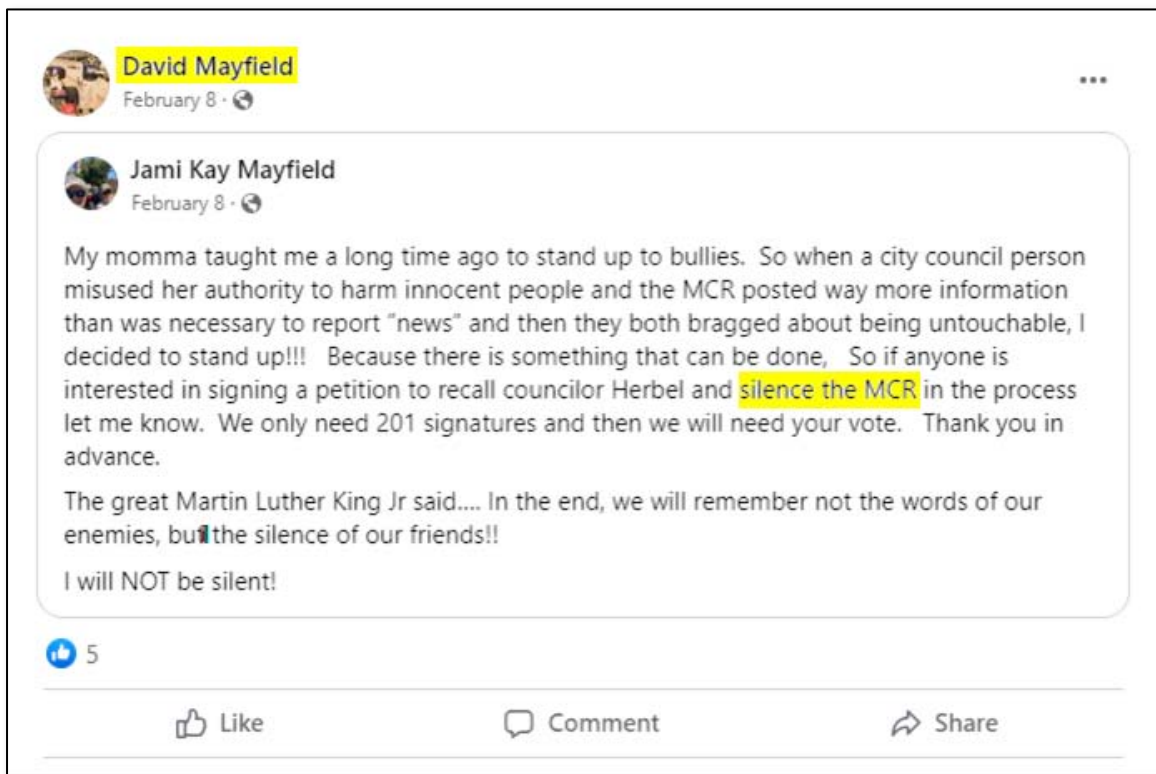 David Mayfield
February 8 ·
Jami Kay Mayfield
February 8 ·
My momma taught me a long time ago to stand up to bullies.  So when a city council person
misused her authority to harm innocent people and the MCR posted way more information
than was necessary to report "news" and then they both bragged about being untouchable, I
decided to stand up!!!   Because there is something that can be done,   So if anyone is
interested in signing a petition to recall councilor Herbel and silence the MCR in the process
let me know.  We only need 201 signatures and then we will need your vote.   Thank you in
advance.
The great Martin Luther King Jr said.... In the end, we will remember not the words of our
enemies, but the silence of our friends!!
I will NOT be silent!
5
Like Comment Share